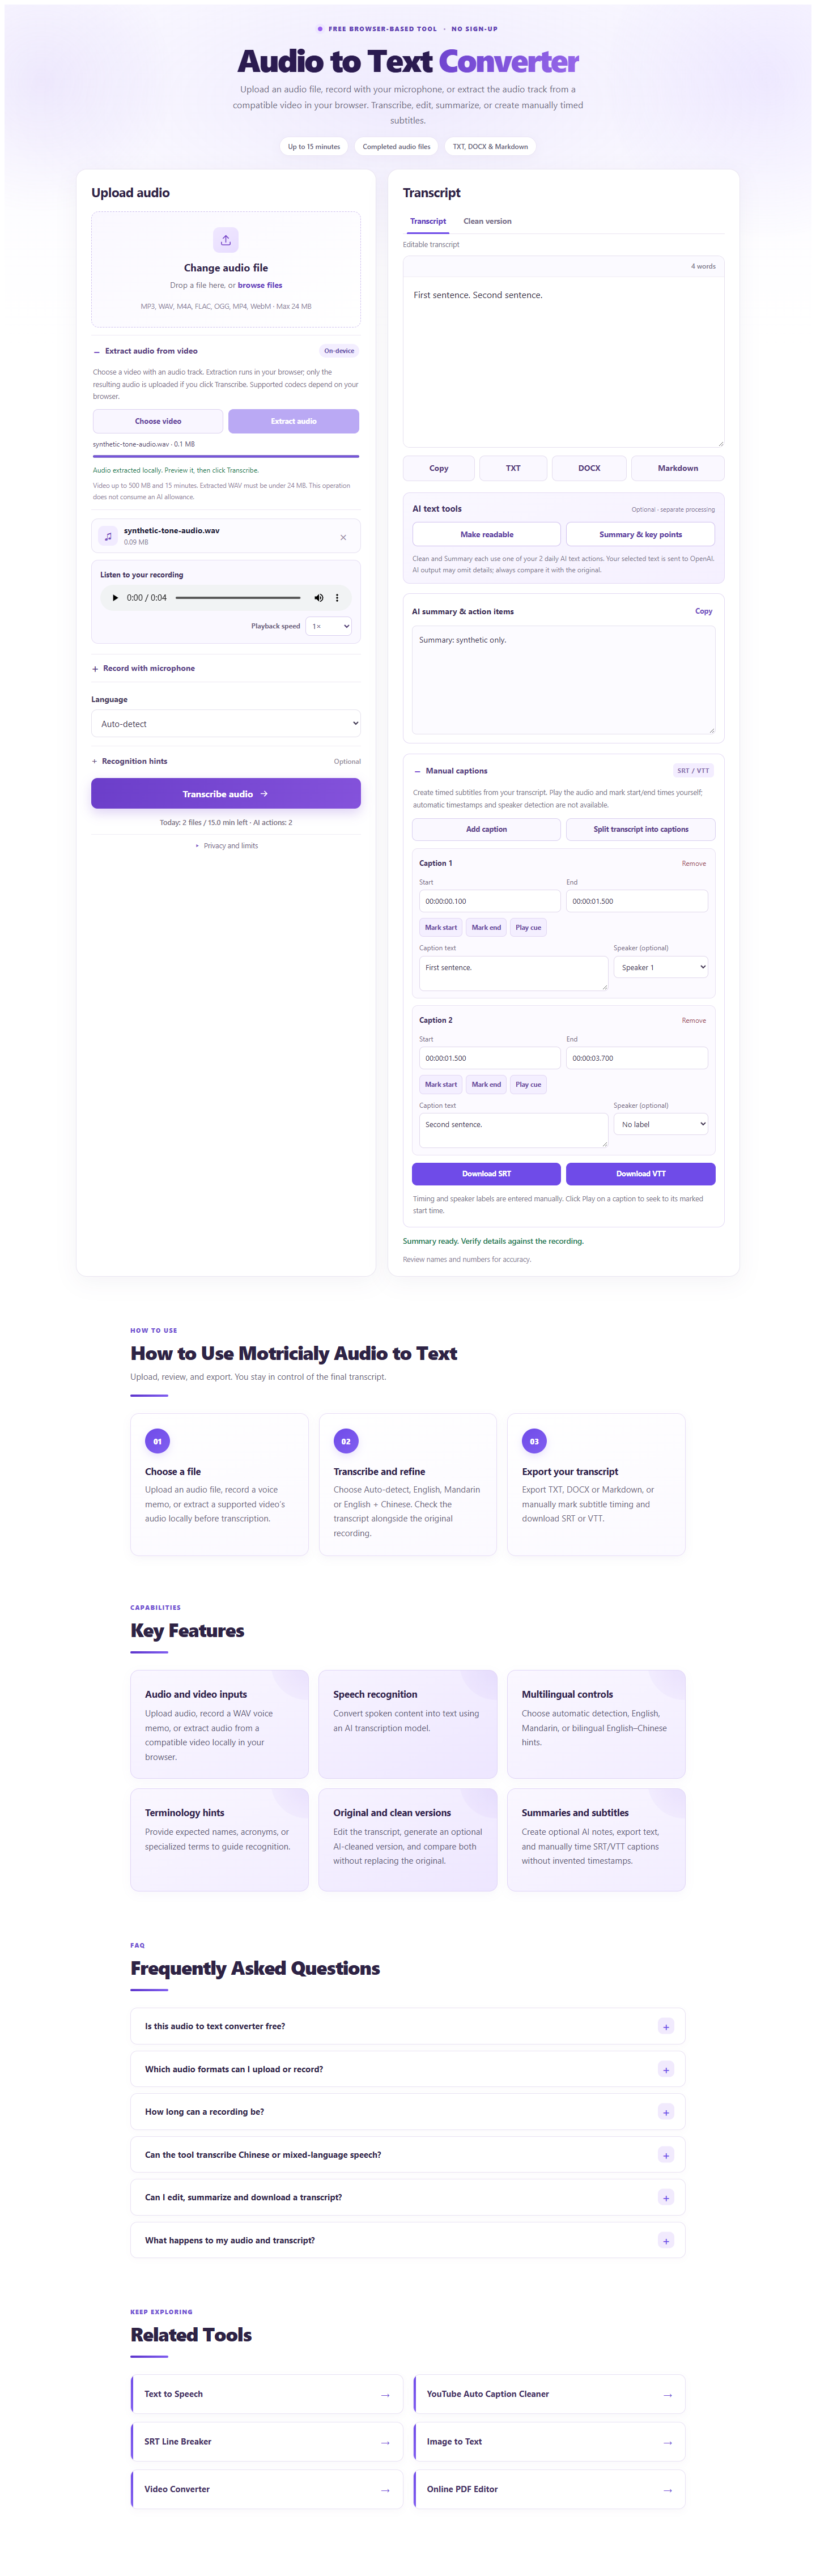 FREE BROWSER-BASED TOOL · NO SIGN-UP
Audio to Text Converter
Upload an audio file, record with your microphone, or extract the audio track from a
compatible video in your browser. Transcribe, edit, summarize, or create manually timed
subtitles.
Up to 15 minutes
Completed audio files
TXT, DOCX & Markdown
Upload audio
Change audio file
Drop a file here, or browse files
MP3, WAV, M4A, FLAC, OGG, MP4, WebM · Max 24 MB
− Extract audio from video
On-device
Choose a video with an audio track. Extraction runs in your browser; only the
resulting audio is uploaded if you click Transcribe. Supported codecs depend on your
browser.
Choose video
Extract audio
synthetic-tone-audio.wav · 0.1 MB
Audio extracted locally. Preview it, then click Transcribe.
Video up to 500 MB and 15 minutes. Extracted WAV must be under 24 MB. This operation
does not consume an AI allowance.
synthetic-tone-audio.wav
0.09 MB
×
Listen to your recording
0:00 / 0:04
Playback speed
1×
+ Record with microphone
Language
Auto-detect
+ Recognition hints
Optional
Transcribe audio →
Today: 2 files / 15.0 min left · AI actions: 2
Privacy and limits
Transcript
Transcript
Clean version
Editable transcript
4 words
First sentence. Second sentence.
Copy
TXT
DOCX
Markdown
AI text tools
Optional · separate processing
Make readable
Summary & key points
Clean and Summary each use one of your 2 daily AI text actions. Your selected text is sent to OpenAI.
AI output may omit details; always compare it with the original.
AI summary & action items
Copy
Summary: synthetic only.
− Manual captions
SRT / VTT
Create timed subtitles from your transcript. Play the audio and mark start/end times yourself;
automatic timestamps and speaker detection are not available.
Add caption
Split transcript into captions
Caption 1
Remove
Start
End
00:00:00.100
00:00:01.500
Mark start
Mark end
Play cue
Caption text
Speaker (optional)
First sentence.
Speaker 1
Caption 2
Remove
Start
End
00:00:01.500
00:00:03.700
Mark start
Mark end
Play cue
Caption text
Speaker (optional)
Second sentence.
No label
Download SRT
Download VTT
Timing and speaker labels are entered manually. Click Play on a caption to seek to its marked
start time.
Summary ready. Verify details against the recording.
Review names and numbers for accuracy.
HOW TO USE
How to Use Motricialy Audio to Text
Upload, review, and export. You stay in control of the final transcript.
01
Choose a file
Upload an audio file, record a voice
memo, or extract a supported video's
audio locally before transcription.
02
Transcribe and refine
Choose Auto-detect, English, Mandarin
or English + Chinese. Check the
transcript alongside the original
recording.
03
Export your transcript
Export TXT, DOCX or Markdown, or
manually mark subtitle timing and
download SRT or VTT.
CAPABILITIES
Key Features
Audio and video inputs
Upload audio, record a WAV voice
memo, or extract audio from a
compatible video locally in your
browser.
Speech recognition
Convert spoken content into text using
an AI transcription model.
Multilingual controls
Choose automatic detection, English,
Mandarin, or bilingual English–Chinese
hints.
Terminology hints
Provide expected names, acronyms, or
specialized terms to guide recognition.
Original and clean versions
Edit the transcript, generate an optional
AI-cleaned version, and compare both
without replacing the original.
Summaries and subtitles
Create optional AI notes, export text,
and manually time SRT/VTT captions
without invented timestamps.
FAQ
Frequently Asked Questions
Is this audio to text converter free?
+
Which audio formats can I upload or record?
+
How long can a recording be?
+
Can the tool transcribe Chinese or mixed-language speech?
+
Can I edit, summarize and download a transcript?
+
What happens to my audio and transcript?
+
KEEP EXPLORING
Related Tools
Text to Speech →
YouTube Auto Caption Cleaner →
SRT Line Breaker →
Image to Text →
Video Converter →
Online PDF Editor →